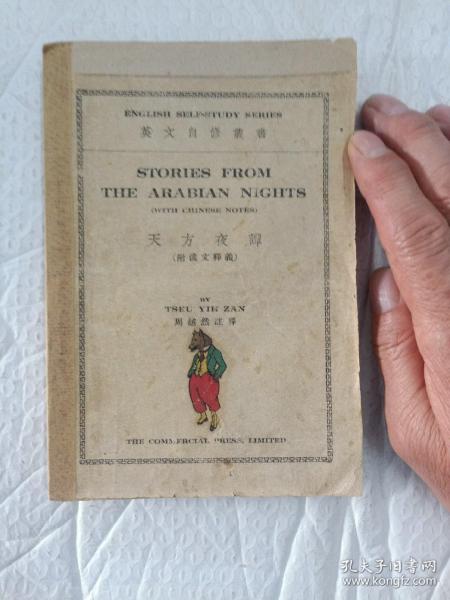 ENGLISH SELF-STUDY SERIES
英文自修叢書
STORIES FROM
THE ARABIAN NIGHTS
(WITH CHINESE NOTES)
天方夜譚
(附漢文釋義)
BY
TSEU YIH ZAN
周越然註釋
THE COMMERCIAL PRESS, LIMITED
孔夫子旧书网
www.kongfz.com